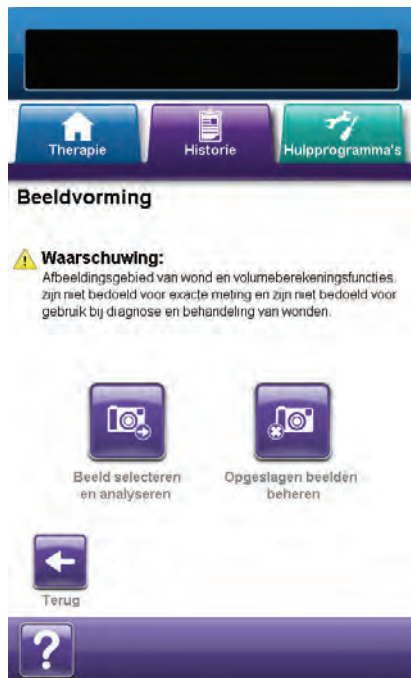 Therapie
Historie
Hulpprogramma's
Beeldvorming
Waarschuwing:
Afbeeldingsgebied van wond en volumeberekeningsfuncties
zijn niet bedoeld voor exacte meting en zijn niet bedoeld voor
gebruik bij diagnose en behandeling van wonden.
Beeld selecteren
en analyseren
Opgeslagen beelden
beheren
Terug
?